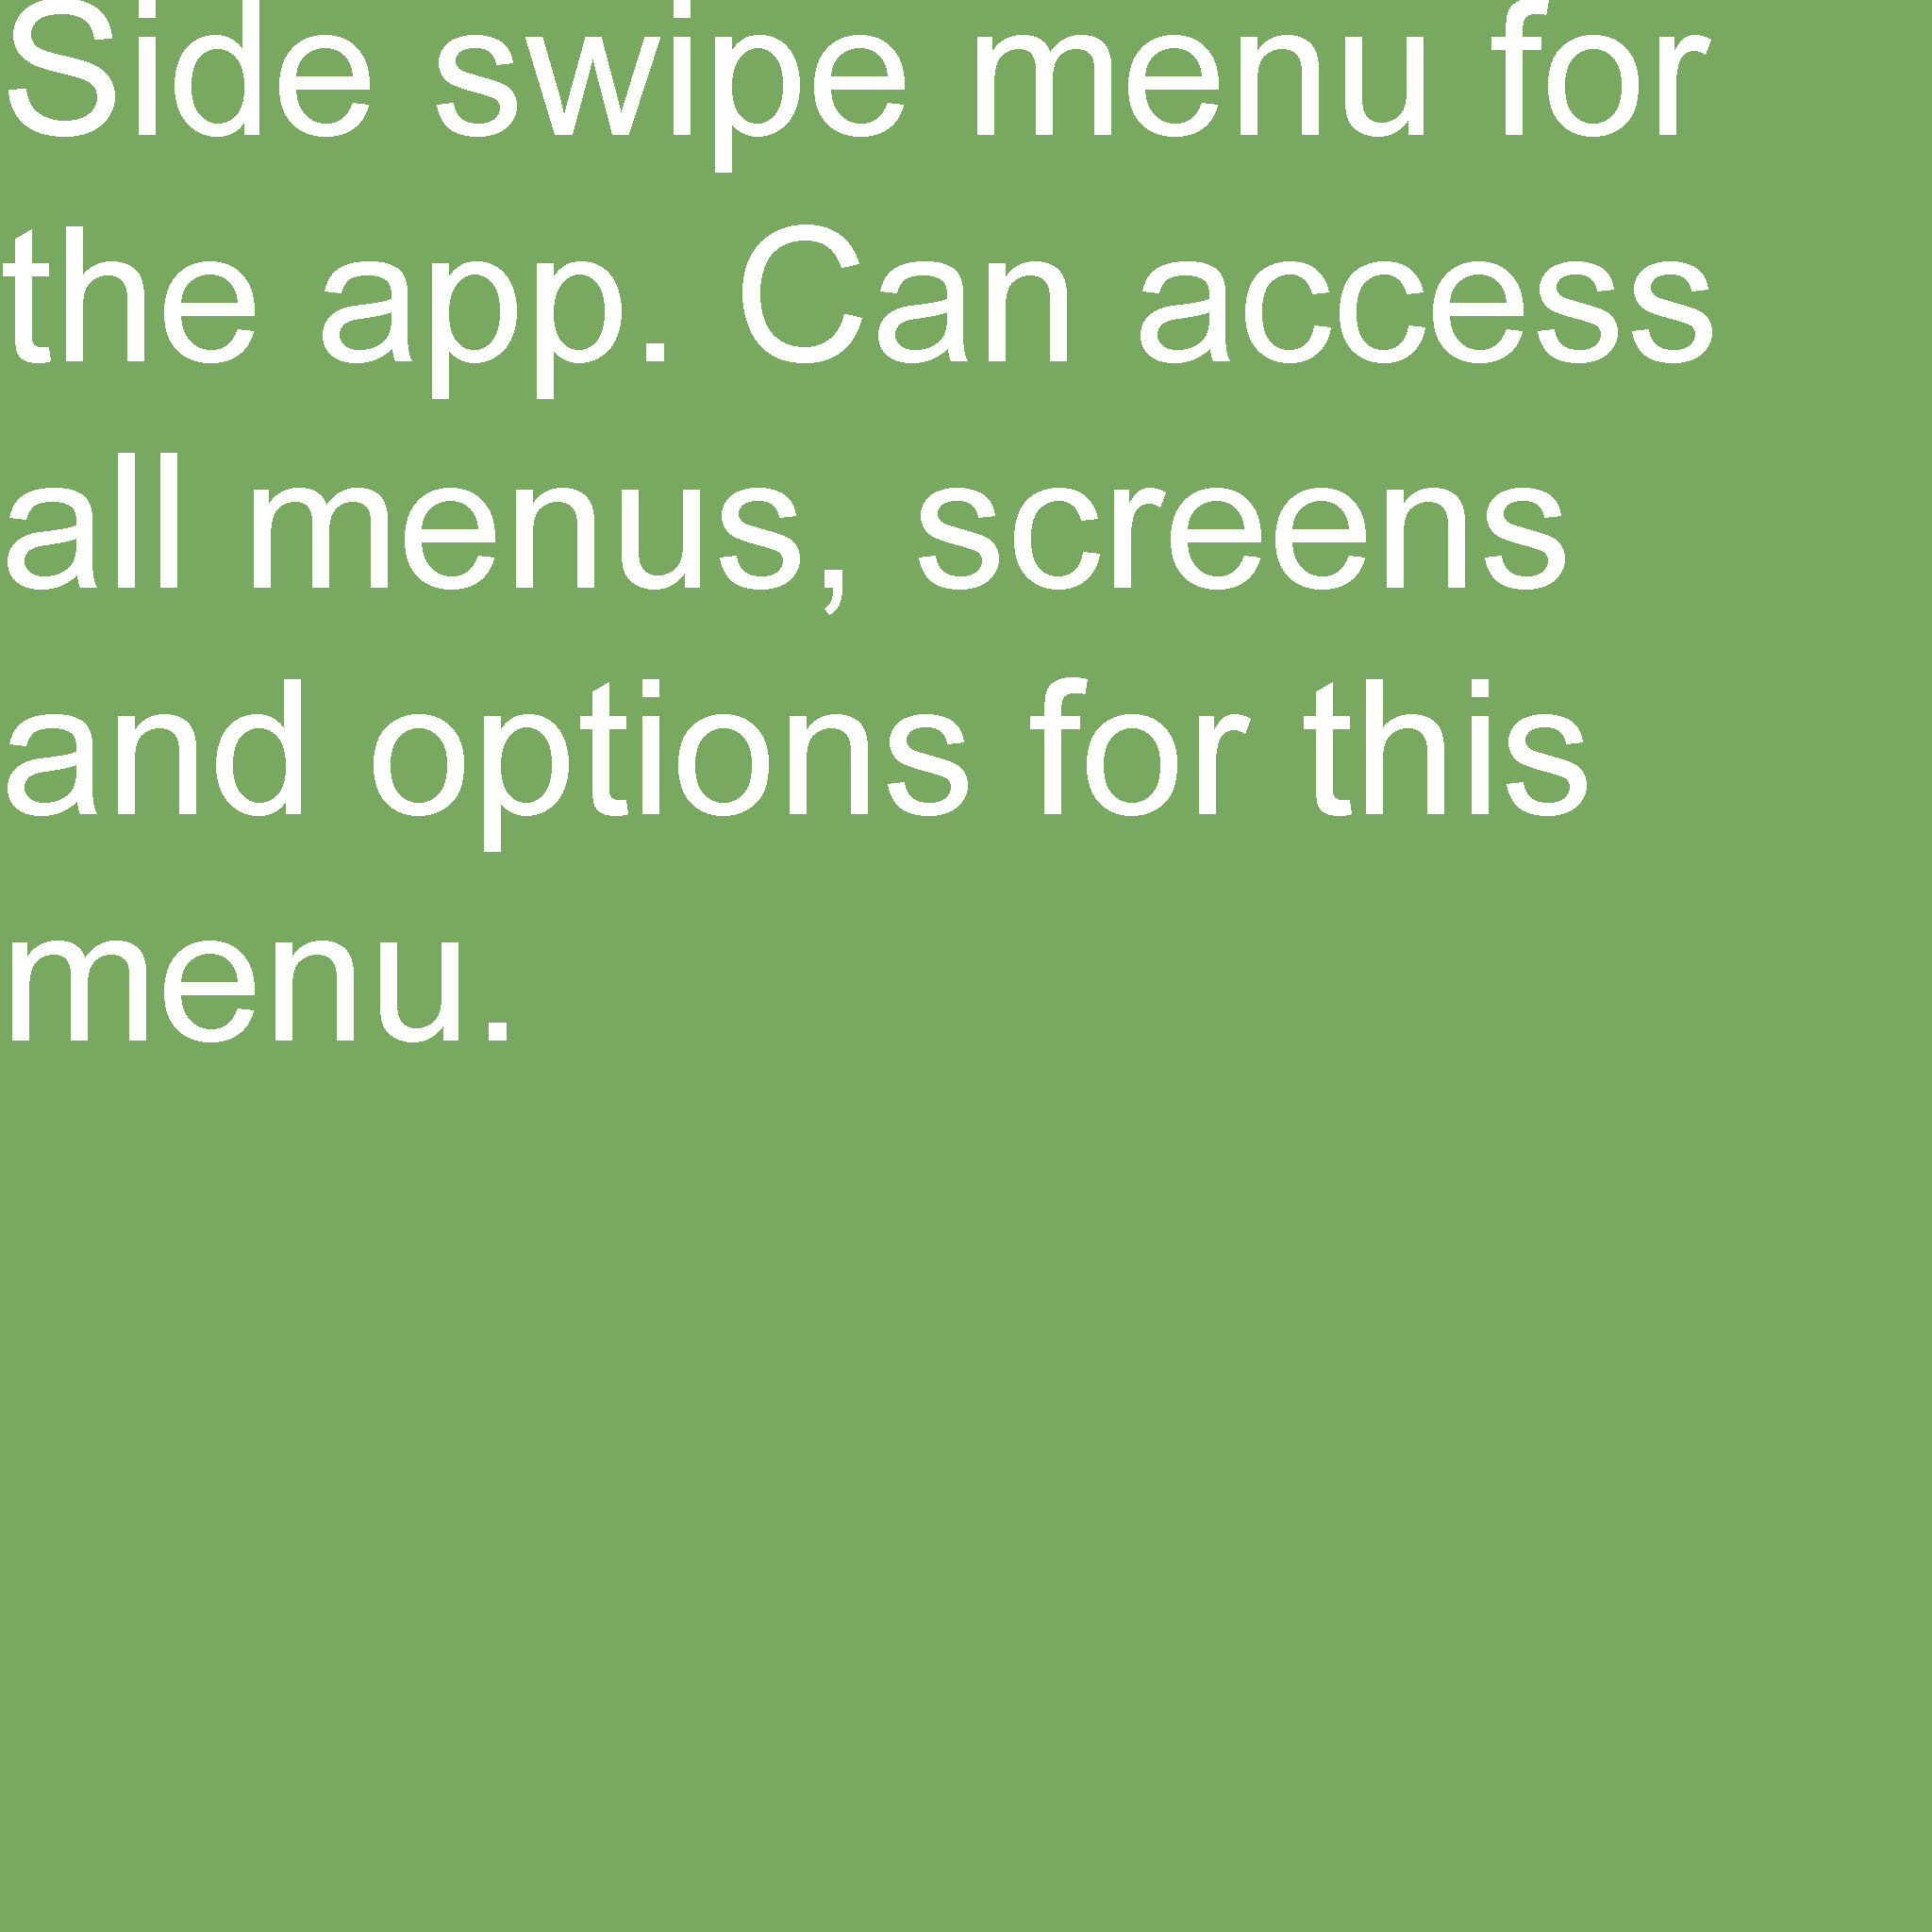 Side swipe menu for
the app. Can access
all menus, screens
and options for this
menu.